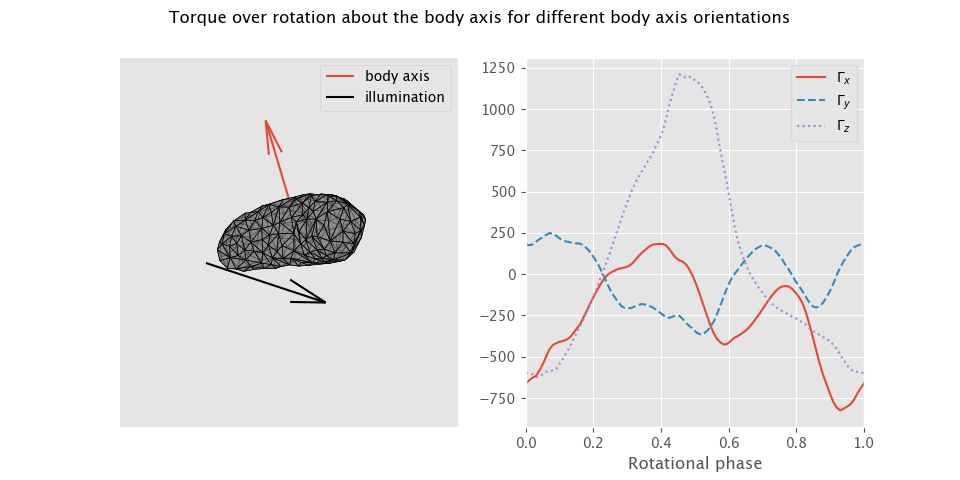 Torque over rotation about the body axis for different body axis orientations
body axis
illumination
1250
1000
750
500
250
0
−250
−500
−750
Γx
Γy
Γz
0.0 0.2 0.4 0.6 0.8 1.0
Rotational phase